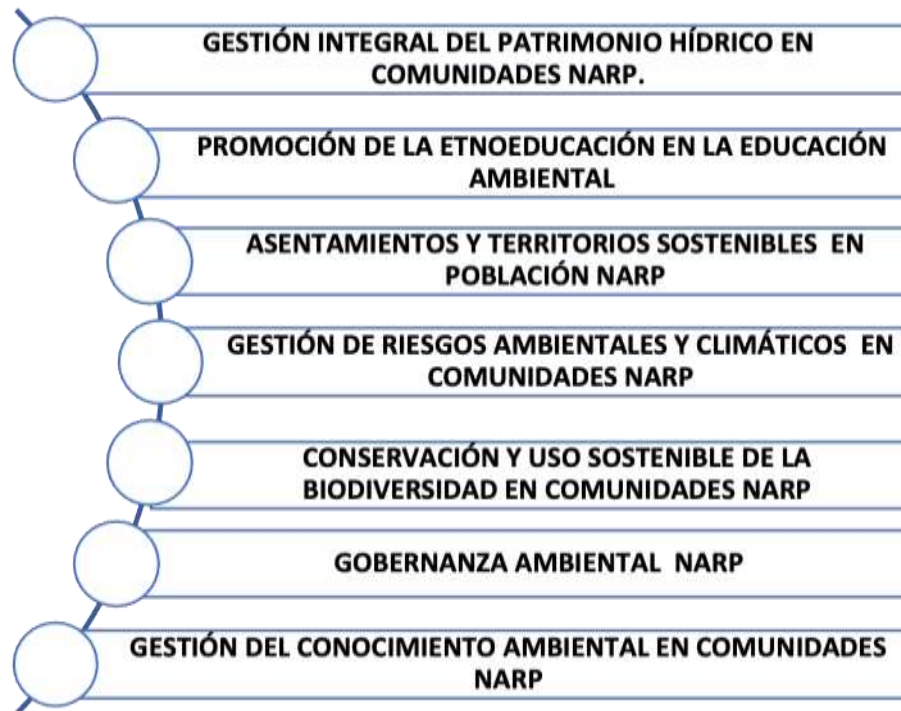 GESTIÓN INTEGRAL DEL PATRIMONIO HÍDRICO EN
COMUNIDADES NARP.
PROMOCIÓN DE LA ETNOEDUCACIÓN EN LA EDUCACIÓN
AMBIENTAL
ASENTAMIENTOS Y TERRITORIOS SOSTENIBLES EN
POBLACIÓN NARP
GESTIÓN DE RIESGOS AMBIENTALES Y CLIMÁTICOS EN
COMUNIDADES NARP
CONSERVACIÓN Y USO SOSTENIBLE DE LA
BIODIVERSIDAD EN COMUNIDADES NARP
GOBERNANZA AMBIENTAL NARP
GESTIÓN DEL CONOCIMIENTO AMBIENTAL EN COMUNIDADES
NARP